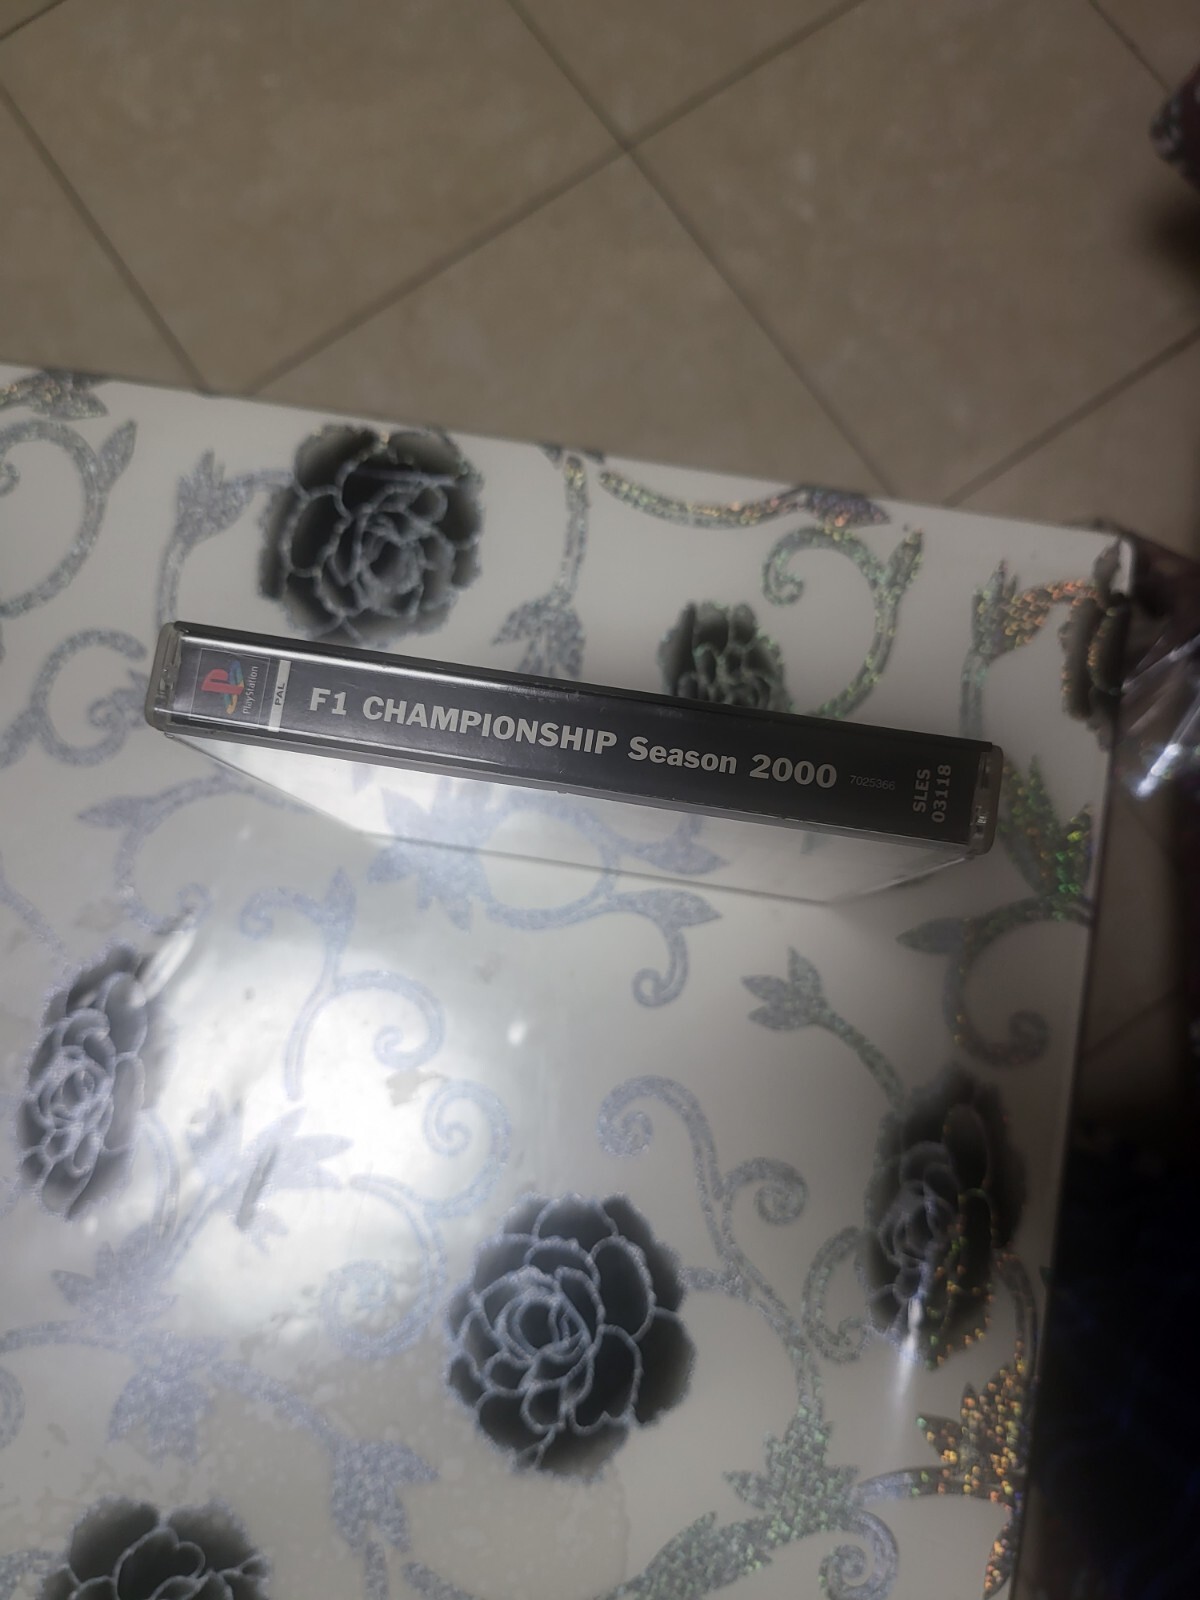 PlayStation
PAL
F1 CHAMPIONSHIP Season 2000
7025366
SLES
03118